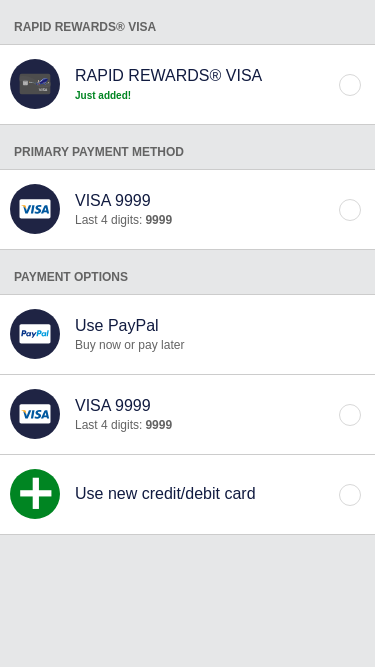 RAPID REWARDS® VISA
RAPID REWARDS® VISA
Just added!
PRIMARY PAYMENT METHOD
VISA
VISA 9999
Last 4 digits: 9999
PAYMENT OPTIONS
PayPal
Use PayPal
Buy now or pay later
VISA
VISA 9999
Last 4 digits: 9999
Use new credit/debit card